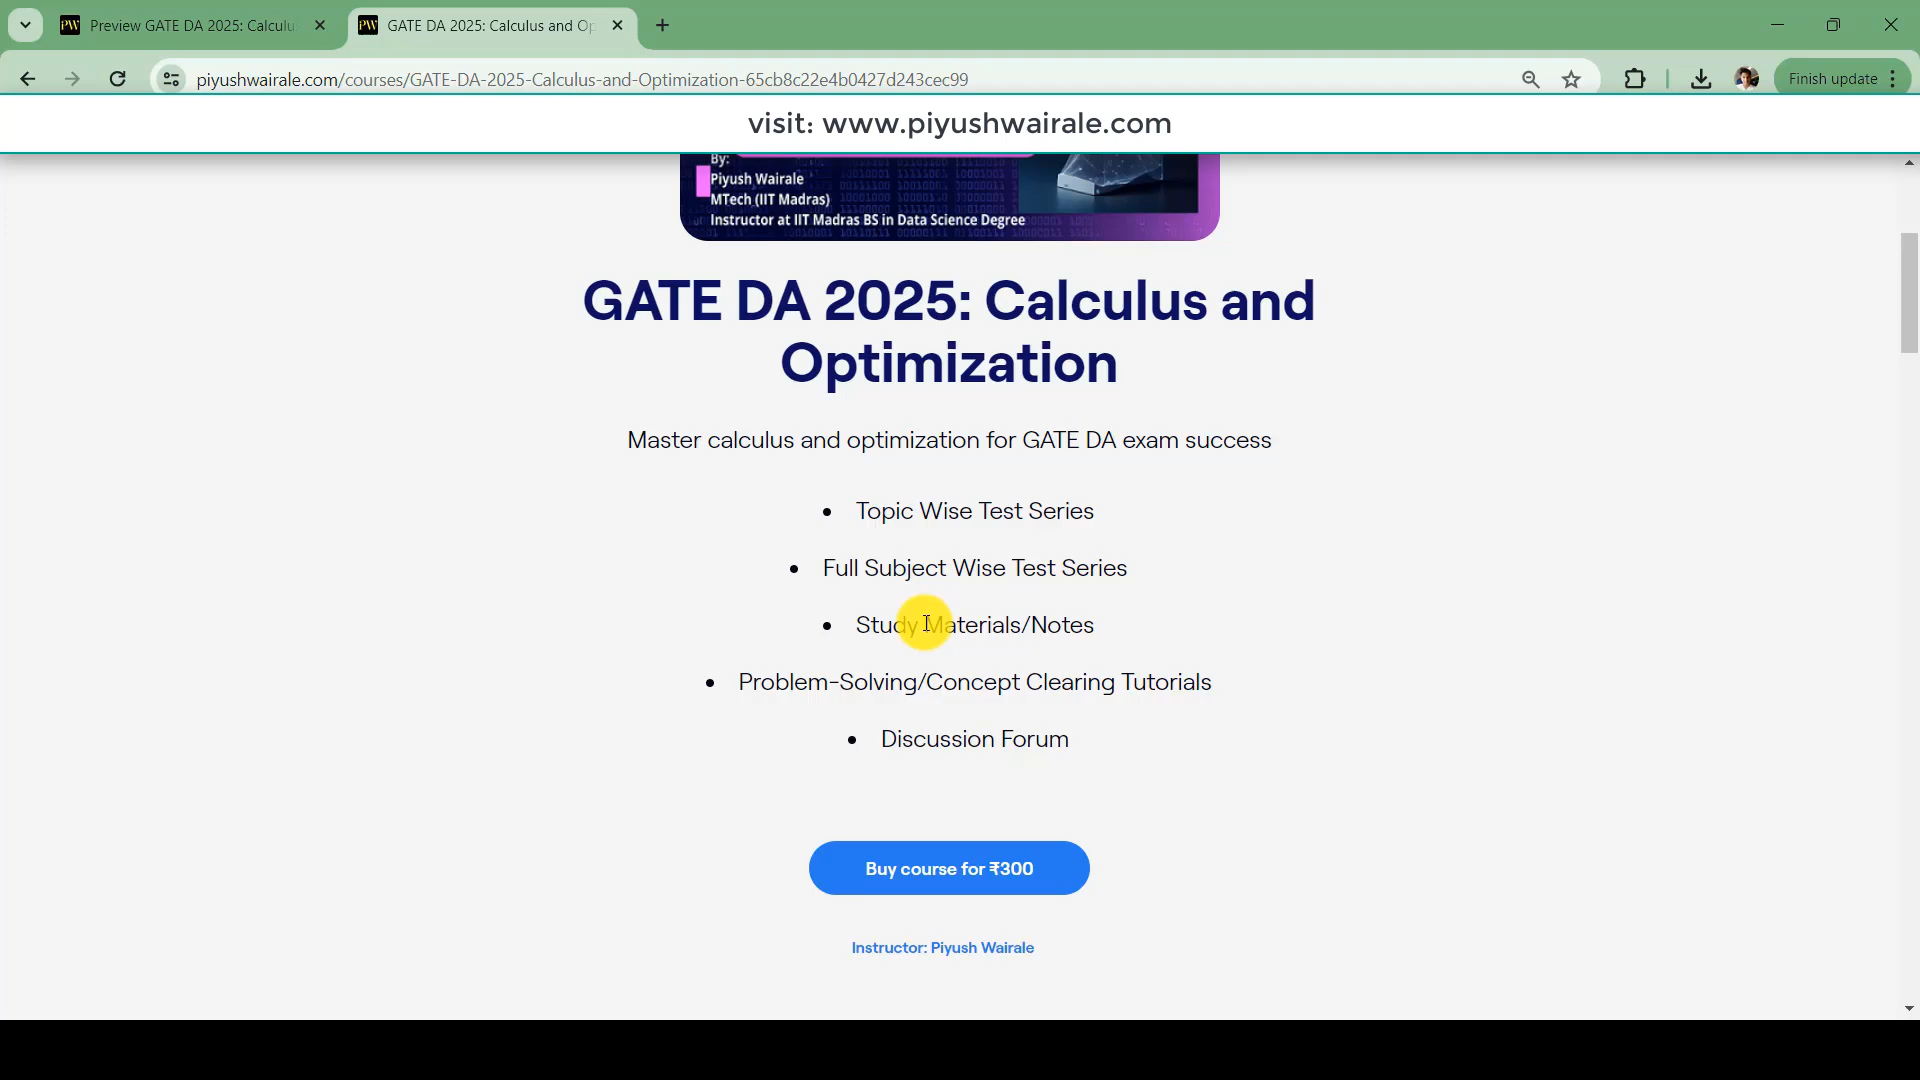 Preview GATE DA 2025: Calculu
GATE DA 2025: Calculus and Op
piyushwairale.com/courses/GATE-DA-2025-Calculus-and-Optimization-65cb8c22e4b0427d243cec99
Finish update
visit: www.piyushwairale.com
By:
Piyush Wairale
MTech (IIT Madras)
Instructor at IIT Madras BS in Data Science Degree
GATE DA 2025: Calculus and
Optimization
Master calculus and optimization for GATE DA exam success
• Topic Wise Test Series
• Full Subject Wise Test Series
• Study Materials/Notes
• Problem-Solving/Concept Clearing Tutorials
• Discussion Forum
Buy course for ₹300
Instructor: Piyush Wairale